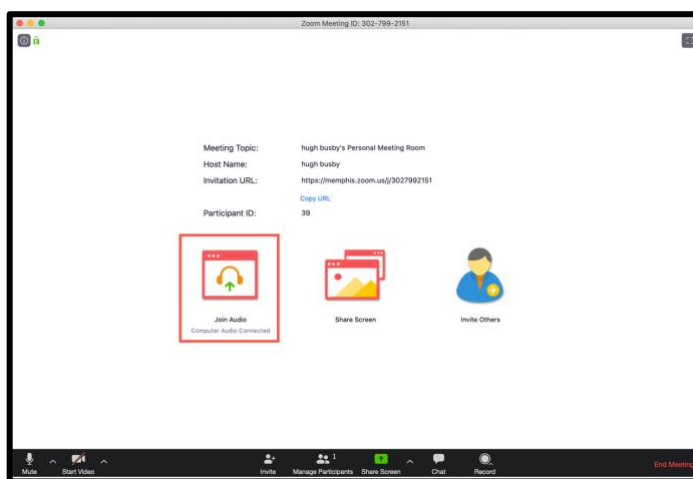 Zoom Meeting ID: 302-799-2151
Meeting Topic: hugh busby's Personal Meeting Room
Host Name: hugh busby
Invitation URL: https://memphis.zoom.us/j/3027992151
Copy URL
Participant ID: 39
Join Audio Share Screen Invite Others
Computer Audio Connected
1
Mute Start Video Invite Manage Participants Share Screen Chat Record End Meeting